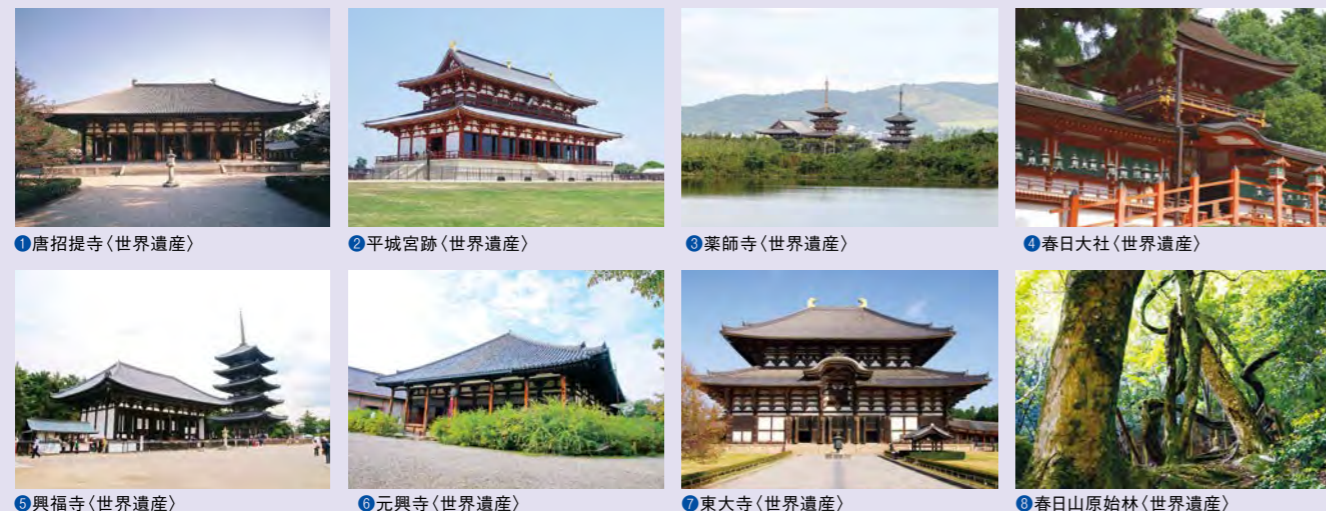 ❶唐招提寺〈世界遺産〉
❷平城宮跡〈世界遺産〉
❸薬師寺〈世界遺産〉
❹春日大社〈世界遺産〉
❺興福寺〈世界遺産〉
❻元興寺〈世界遺産〉
❼東大寺〈世界遺産〉
❽春日山原始林〈世界遺産〉